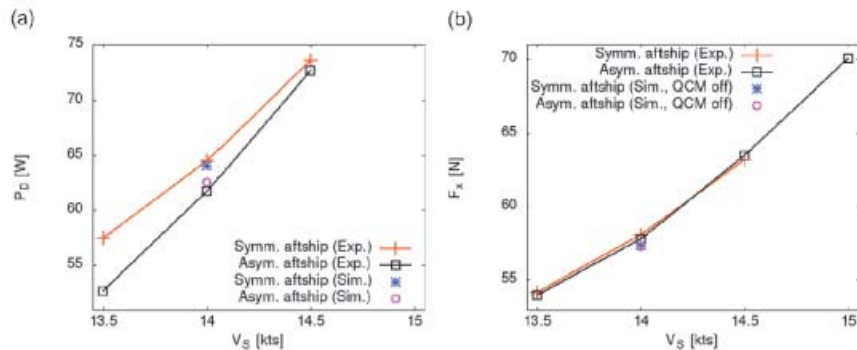 (a)
75
70
65
60
55
P_D [W]
Symm. aftship (Exp.)
Asym. aftship (Exp.)
Symm. aftship (Sim.)
Asym. aftship (Sim.)
13.5 14 14.5 15
V_S [kts]
(b)
70
65
60
55
F_x [N]
Symm. aftship (Exp.)
Asym. aftship (Exp.)
Symm. aftship (Sim., QCM off)
Asym. aftship (Sim., QCM off)
13.5 14 14.5 15
V_S [kts]